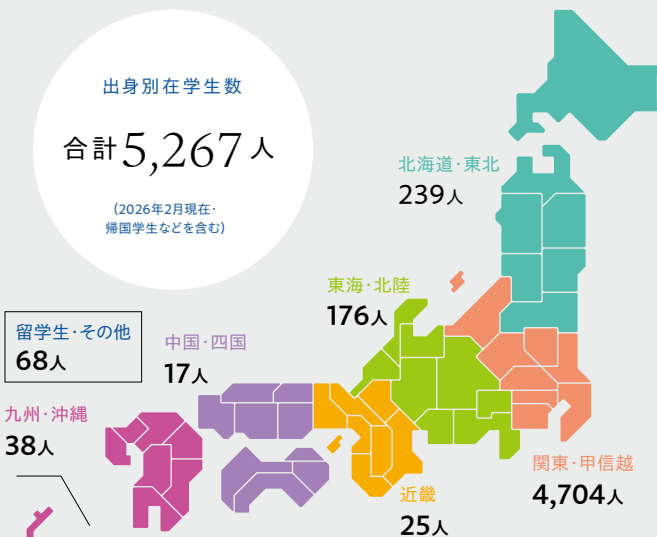 出身別在学生数
合計5,267人
(2026年2月現在・
帰国学生などを含む)
北海道・東北
239人
東海・北陸
176人
留学生・その他
68人
中国・四国
17人
九州・沖縄
38人
関東・甲信越
4,704人
近畿
25人